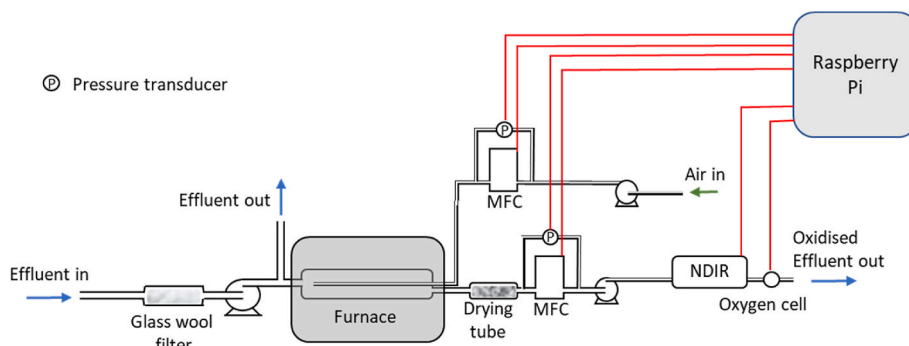 Raspberry
Pi
P Pressure transducer
P
MFC
Air in
Effluent out
P
Effluent in
Glass wool
filter
Furnace
Drying
tube
MFC
NDIR
Oxygen cell
Oxidised
Effluent out